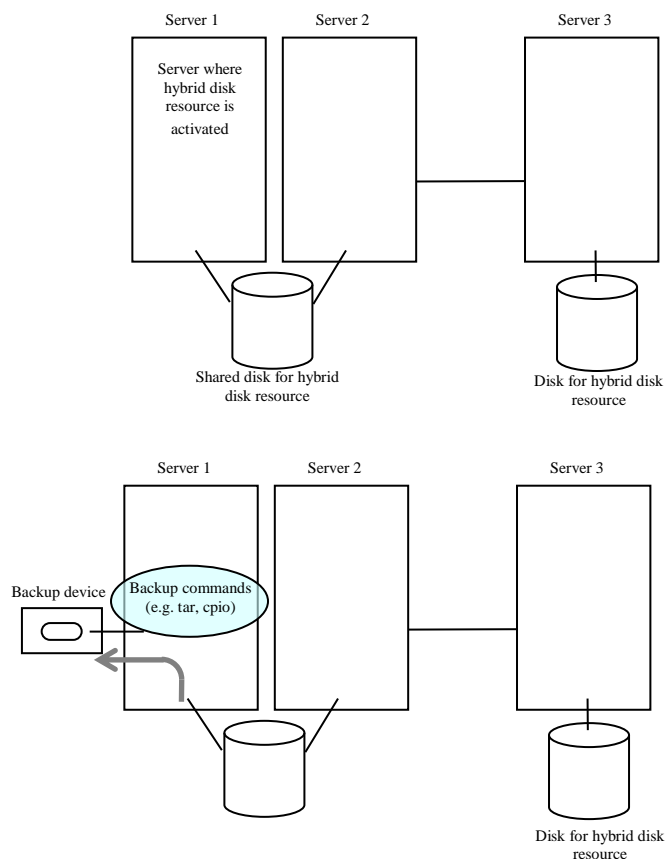 Server 1
Server 2
Server 3
Server where
hybrid disk
resource is
activated
Shared disk for hybrid
disk resource
Disk for hybrid disk
resource
Server 1
Server 2
Server 3
Backup device
Backup commands
(e.g. tar, cpio)
Disk for hybrid disk
resource